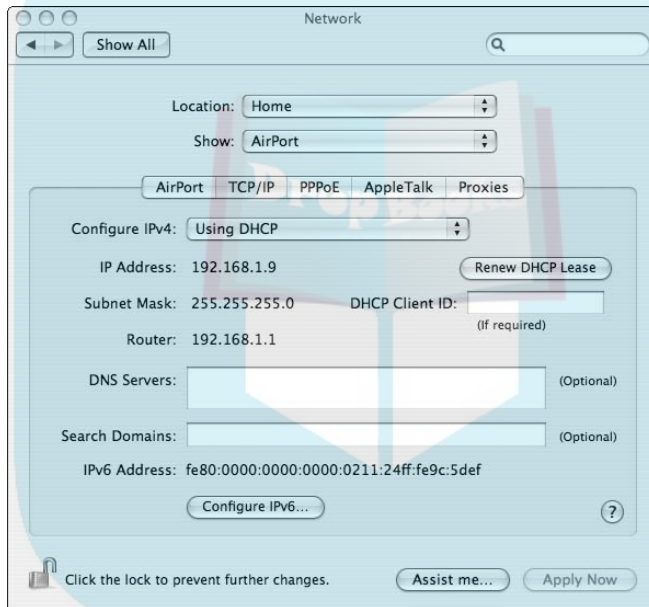 Network
Show All
Location: Home
Show: AirPort
AirPort TCP/IP PPPoE AppleTalk Proxies
Drop Books
Configure IPv4: Using DHCP
IP Address: 192.168.1.9 Renew DHCP Lease
Subnet Mask: 255.255.255.0 DHCP Client ID:
(If required)
Router: 192.168.1.1
DNS Servers: (Optional)
Search Domains: (Optional)
IPv6 Address: fe80:0000:0000:0000:0211:24ff:fe9c:5def
Configure IPv6... ?
Click the lock to prevent further changes. Assist me... Apply Now